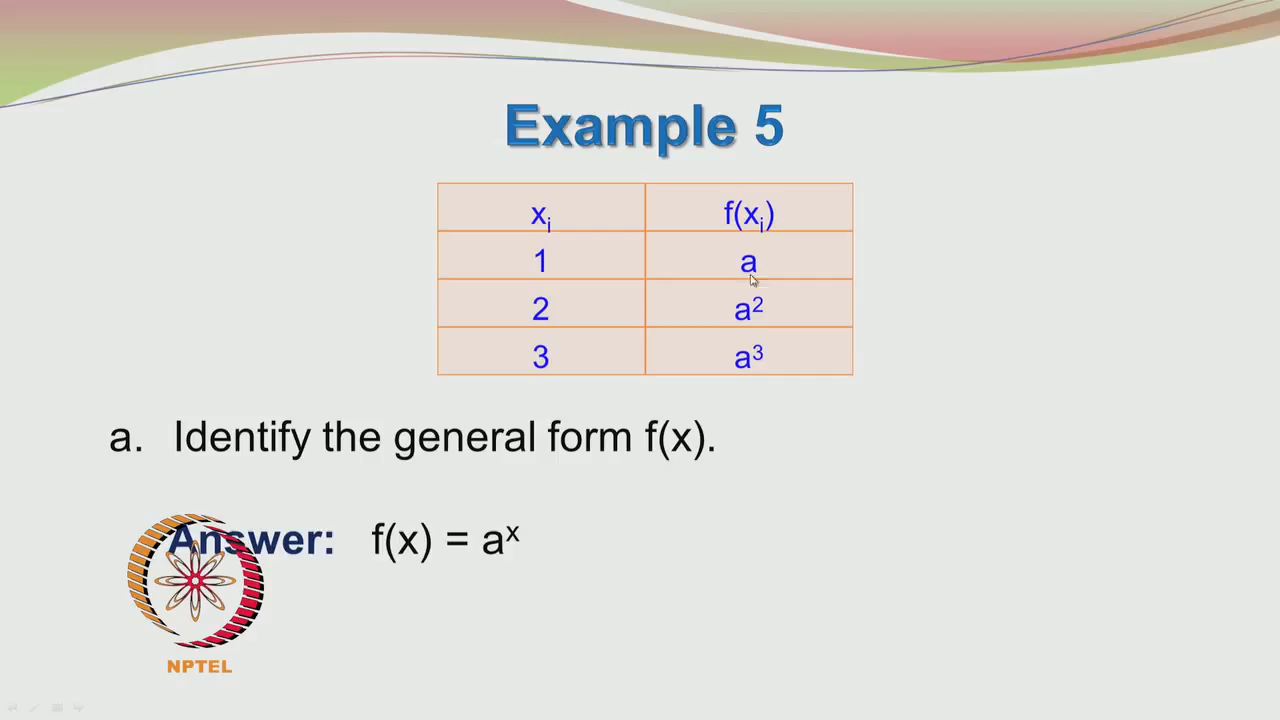 Example 5
xᵢ f(xᵢ)
1 a
2 a²
3 a³
a. Identify the general form f(x).
Answer: f(x) = aˣ
NPTEL